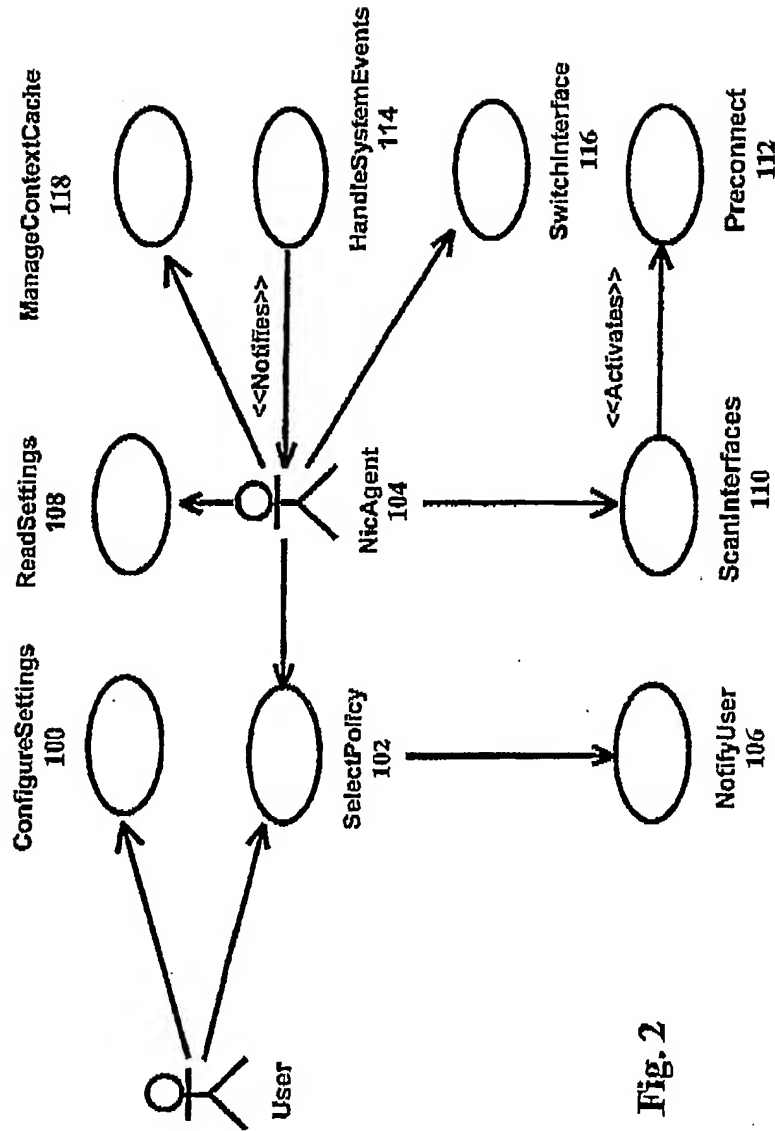 ConfigureSettings
100
ReadSettings
108
ManageContextCache
118
User
SelectPolicy
102
NicAgent
104
<<Notifies>>
HandleSystemEvents
114
SwitchInterface
116
NotifyUser
106
ScanInterfaces
110
<<Activates>>
Preconnect
112
Fig. 2